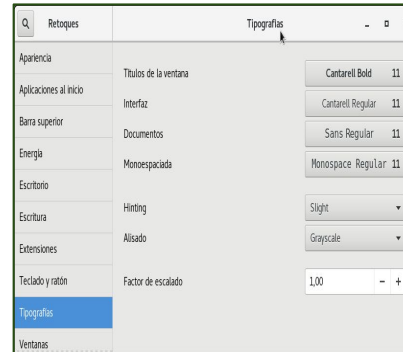 Retoques
Tipografías
Apariencia
Aplicaciones al inicio
Barra superior
Energía
Escritorio
Escritura
Extensiones
Teclado y ratón
Tipografías
Ventanas
Títulos de la ventana Cantarell Bold 11
Interfaz Cantarell Regular 11
Documentos Sans Regular 11
Monoespaciada Monospace Regular 11
Hinting Slight
Alisado Grayscale
Factor de escalado 1,00 - +